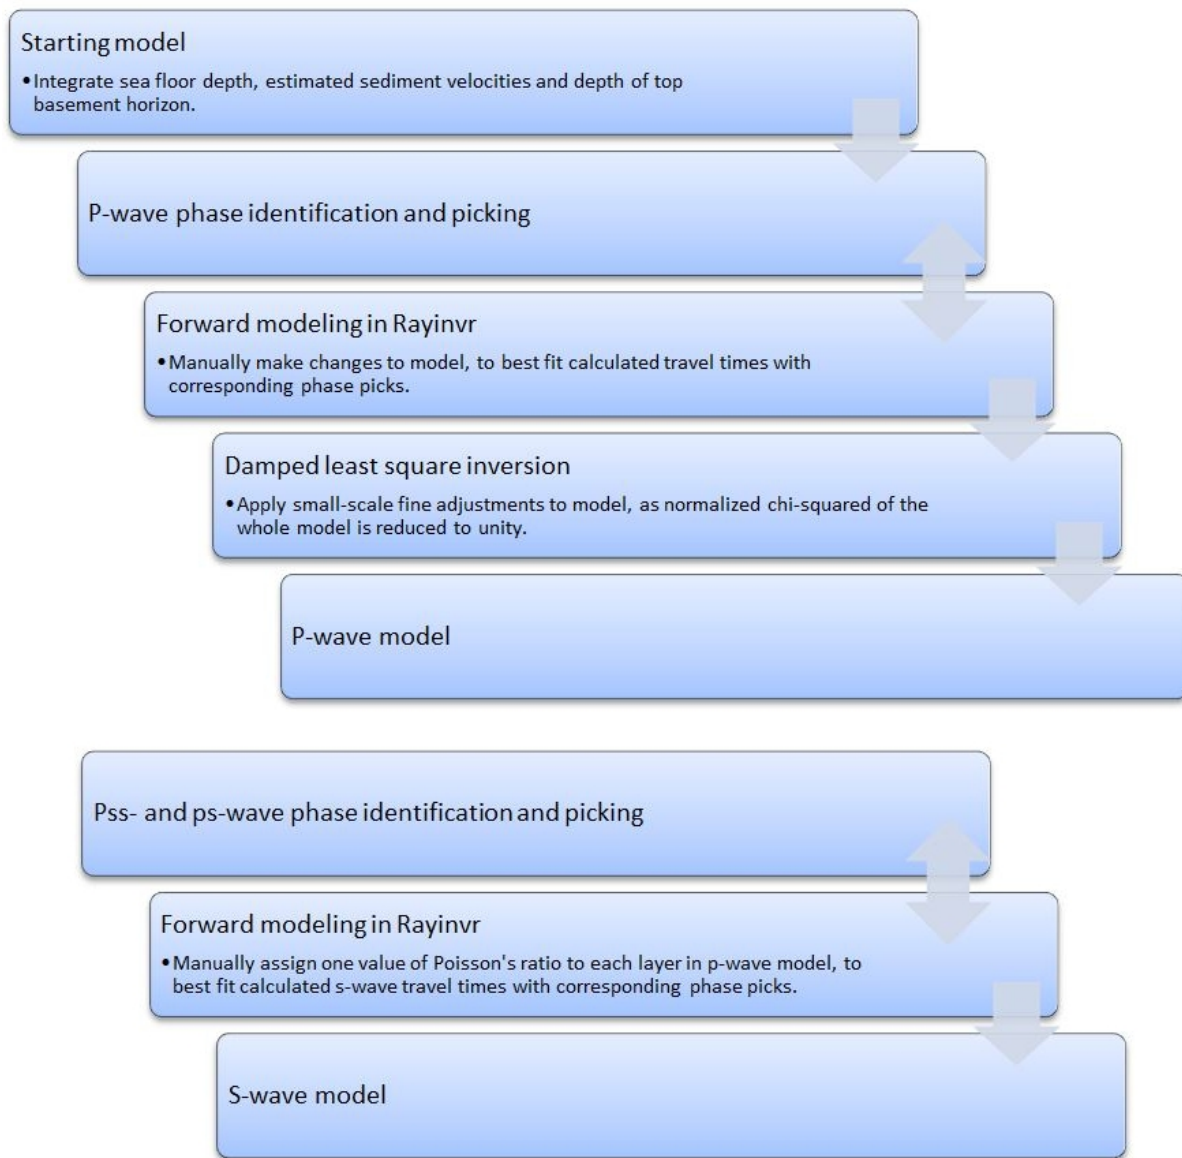 Starting model
•Integrate sea floor depth, estimated sediment velocities and depth of top
basement horizon.
P-wave phase identification and picking
Forward modeling in Rayinvr
•Manually make changes to model, to best fit calculated travel times with
corresponding phase picks.
Damped least square inversion
•Apply small-scale fine adjustments to model, as normalized chi-squared of the
whole model is reduced to unity.
P-wave model
Pss- and ps-wave phase identification and picking
Forward modeling in Rayinvr
•Manually assign one value of Poisson's ratio to each layer in p-wave model, to
best fit calculated s-wave travel times with corresponding phase picks.
S-wave model